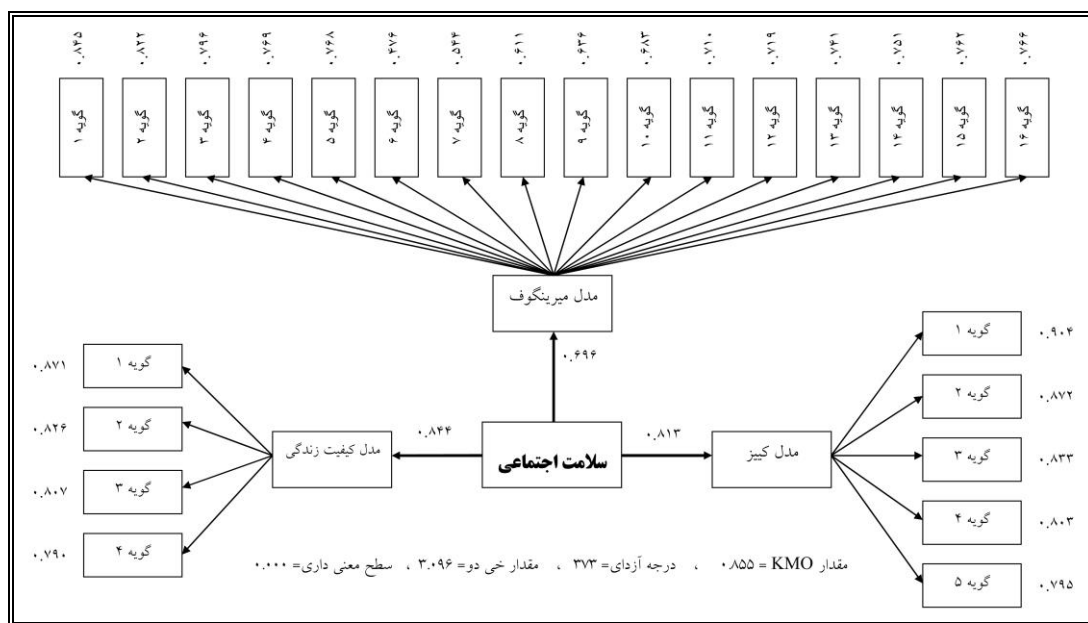 ۰.۸۴۵
۰.۸۲۲
۰.۷۹۶
۰.۷۶۹
۰.۷۶۸
۰.۴۷۶
۰.۵۴۴
۰.۶۱۱
۰.۶۳۶
۰.۶۸۳
۰.۷۱۰
۰.۷۱۹
۰.۷۴۱
۰.۷۵۱
۰.۷۶۲
۰.۷۶۶
گویه ۱
گویه ۲
گویه ۳
گویه ۴
گویه ۵
گویه ۶
گویه ۷
گویه ۸
گویه ۹
گویه ۱۰
گویه ۱۱
گویه ۱۲
گویه ۱۳
گویه ۱۴
گویه ۱۵
گویه ۱۶
مدل میرینگوف
۰.۶۹۶
گویه ۱
۰.۹۰۴
گویه ۲
۰.۸۷۲
گویه ۳
۰.۸۳۳
گویه ۴
۰.۸۰۳
گویه ۵
۰.۷۹۵
مدل کییز
۰.۸۱۳
سلامت اجتماعی
۰.۸۴۴
مدل کیفیت زندگی
گویه ۱
۰.۸۷۱
گویه ۲
۰.۸۲۶
گویه ۳
۰.۸۰۷
گویه ۴
۰.۷۹۰
مقدار KMO = ۰.۸۵۵ ، درجه آزدای= ۳۷۳ ، مقدار خی دو= ۳.۰۹۶ ، سطح معنی داری= ۰.۰۰۰